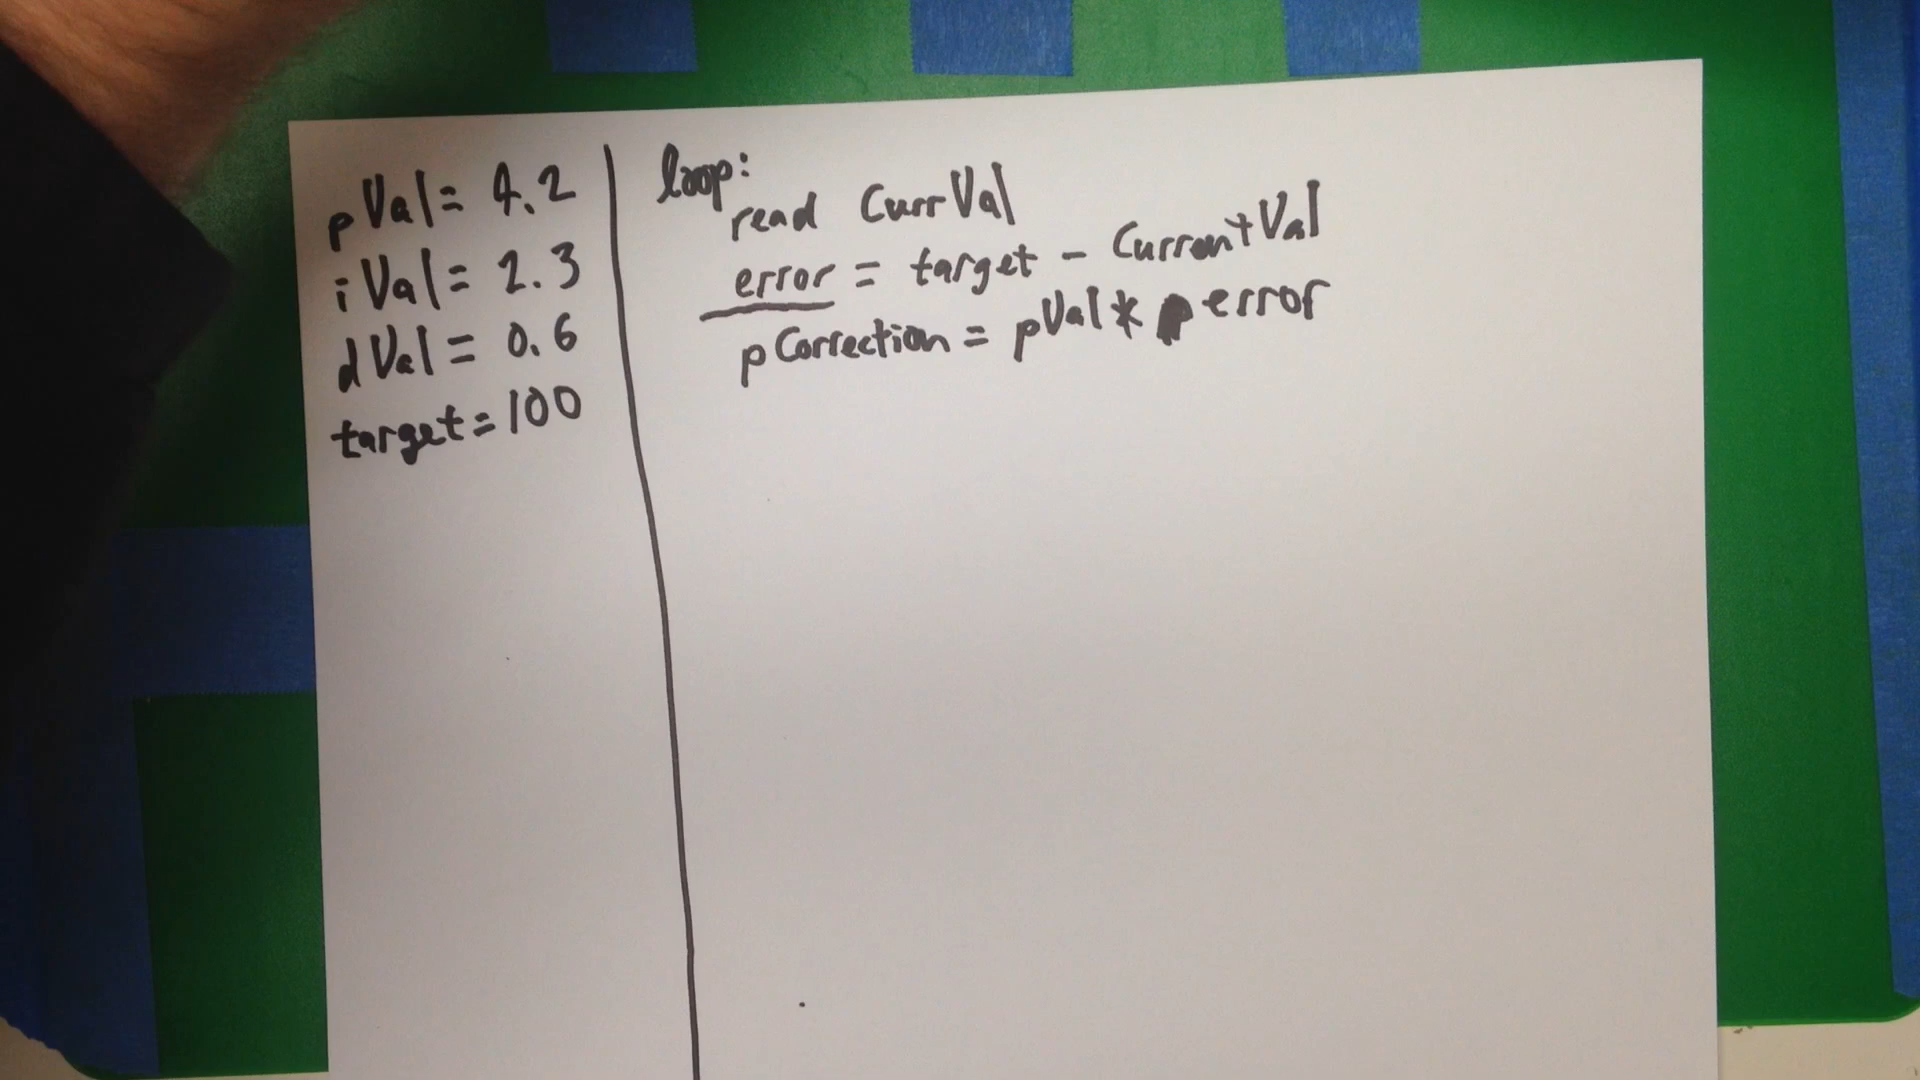 pVal = 4.2
iVal = 2.3
dVal = 0.6
target = 100
loop:
read CurrVal
error = target - CurrentVal
pCorrection = pVal * error